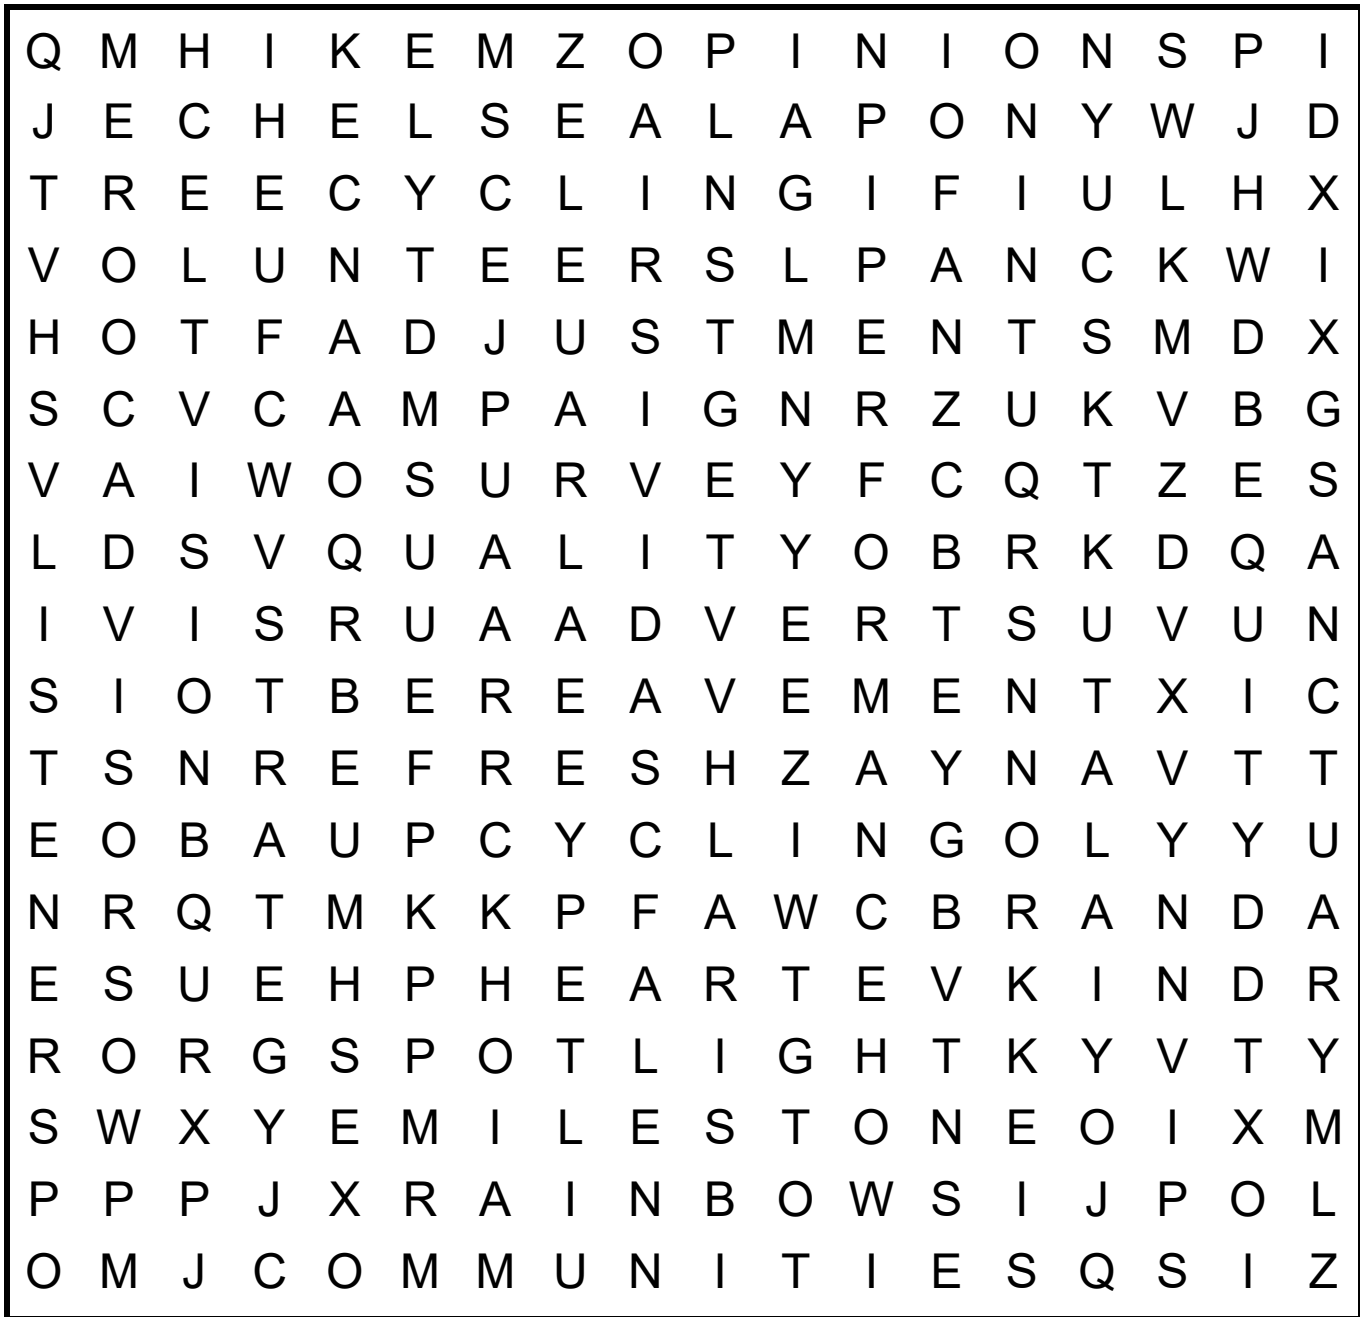 Q M H I K E M Z O P I N I O N S P I
J E C H E L S E A L A P O N Y W J D
T R E E C Y C L I N G I F I U L H X
V O L U N T E E R S L P A N C K W I
H O T F A D J U S T M E N T S M D X
S C V C A M P A I G N R Z U K V B G
V A I W O S U R V E Y F C Q T Z E S
L D S V Q U A L I T Y O B R K D Q A
I V I S R U A A D V E R T S U V U N
S I O T B E R E A V E M E N T X I C
T S N R E F R E S H Z A Y N A V T T
E O B A U P C Y C L I N G O L Y Y U
N R Q T M K K P F A W C B R A N D A
E S U E H P H E A R T E V K I N D R
R O R G S P O T L I G H T K Y V T Y
S W X Y E M I L E S T O N E O I X M
P P P J X R A I N B O W S I J P O L
O M J C O M M U N I T I E S Q S I Z